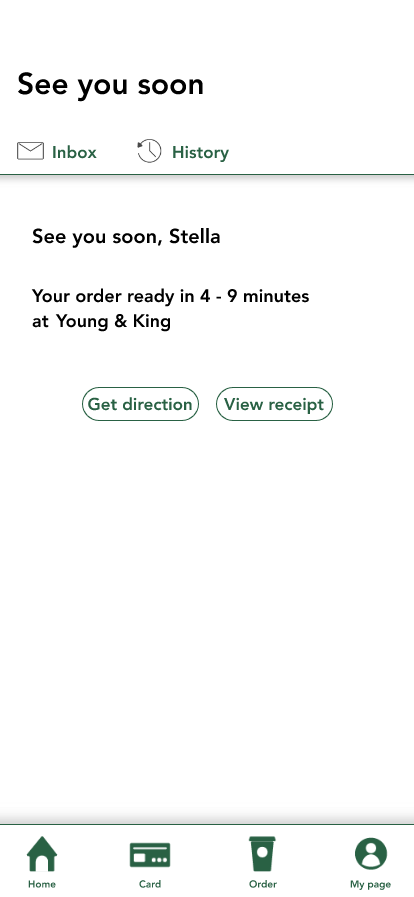 See you soon
Inbox History
See you soon, Stella
Your order ready in 4 - 9 minutes
at Young & King
Get direction View receipt
Home Card Order My page